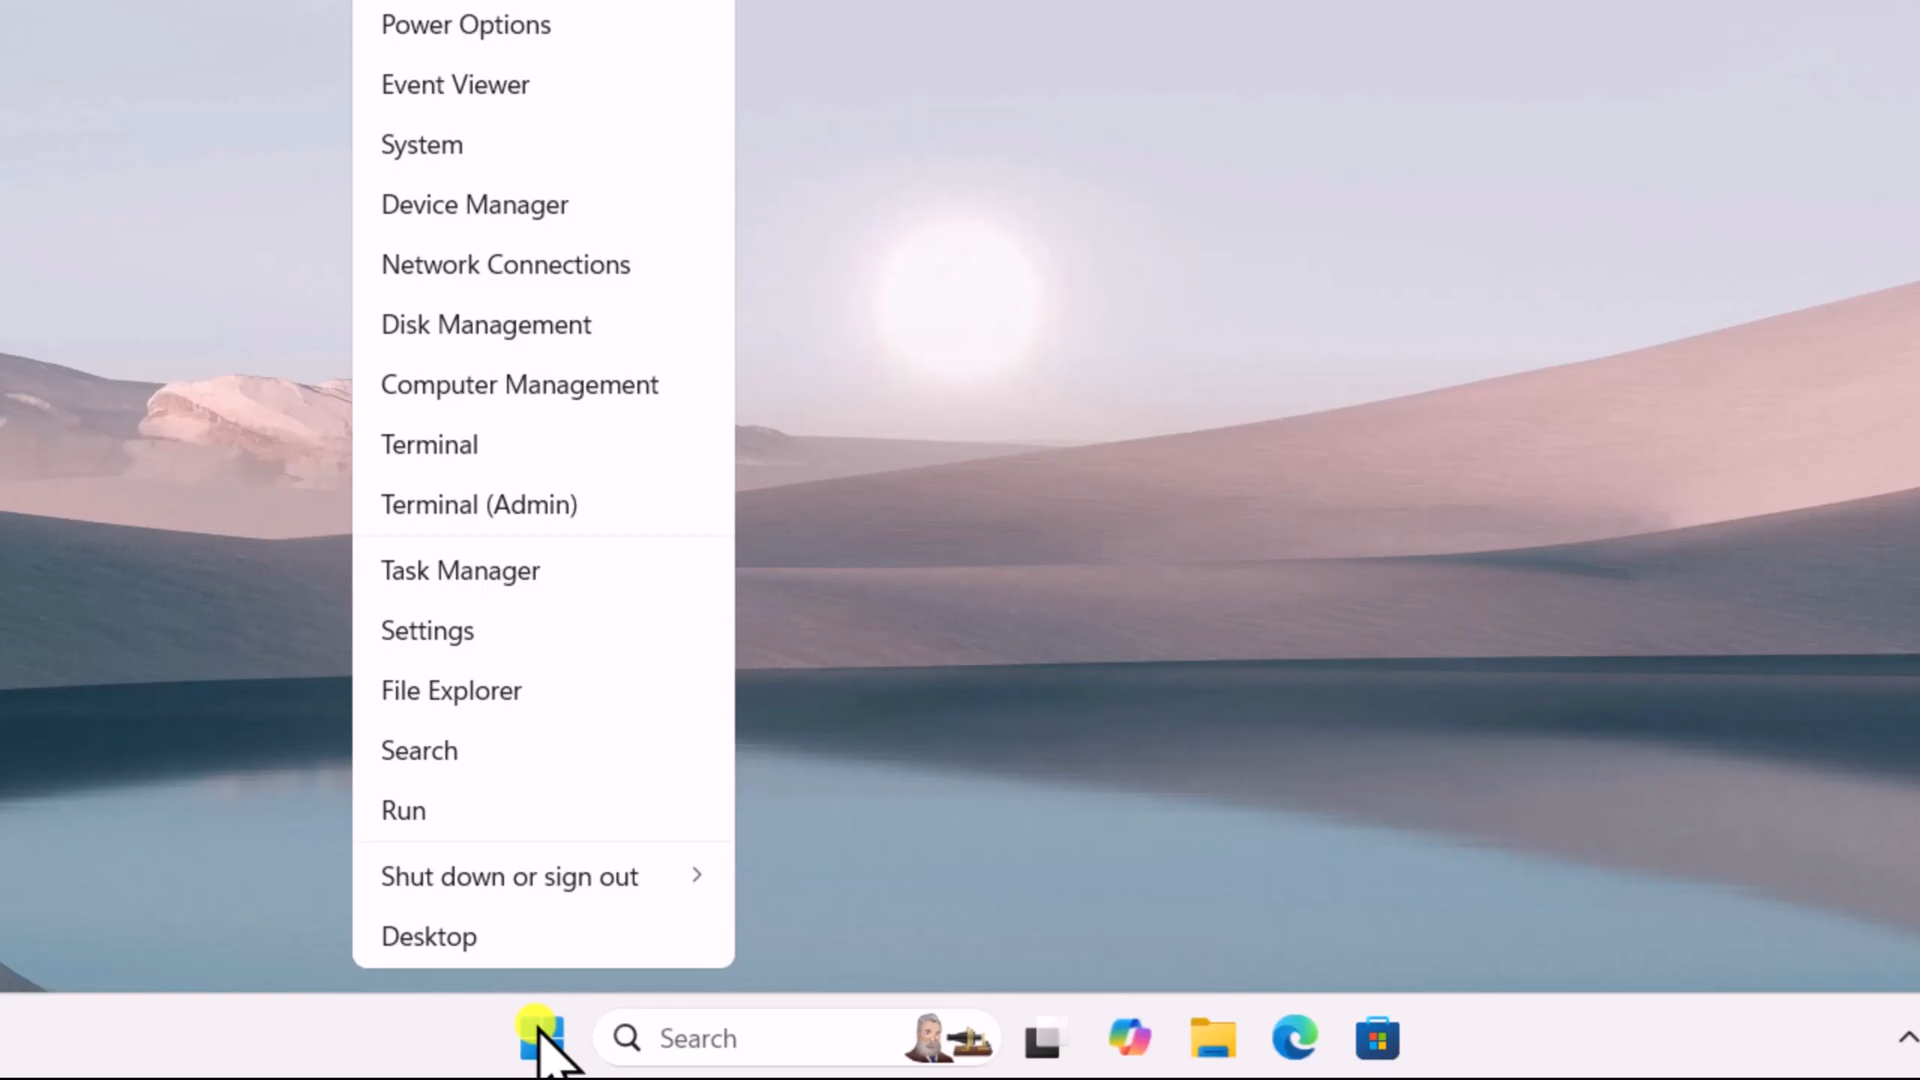 Power Options
Event Viewer
System
Device Manager
Network Connections
Disk Management
Computer Management
Terminal
Terminal (Admin)
Task Manager
Settings
File Explorer
Search
Run
Shut down or sign out
Desktop
Search